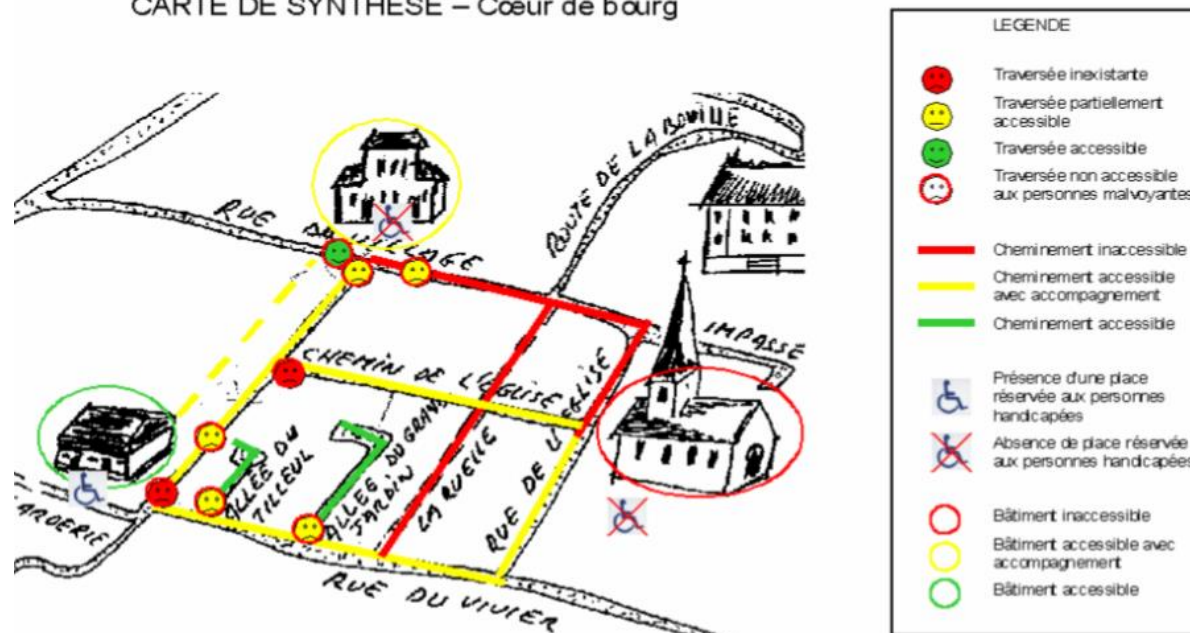 CARTE DE SYNTHESE – Coeur de bourg
LEGENDE
Traversée inexistante
Traversée partiellement
accessible
Traversée accessible
Traversée non accessible
aux personnes malvoyantes
Cheminement inaccessible
Cheminement accessible
avec accompagnement
Cheminement accessible
Présence d'une place
réservée aux personnes
handicapées
Absence de place réservée
aux personnes handicapées
Bâtiment inaccessible
Bâtiment accessible avec
accompagnement
Bâtiment accessible
ROUTE DE LA BOUILLE
RUE DU VILLAGE
IMPASSE
CHEMIN DE L'EGLISE
RUE DE L'EGLISE
LA RUELLE
ALLEE DU
TILLEUL
ALLEE DU GRAND
JARDIN
ARDERIE
RUE DU VIVIER